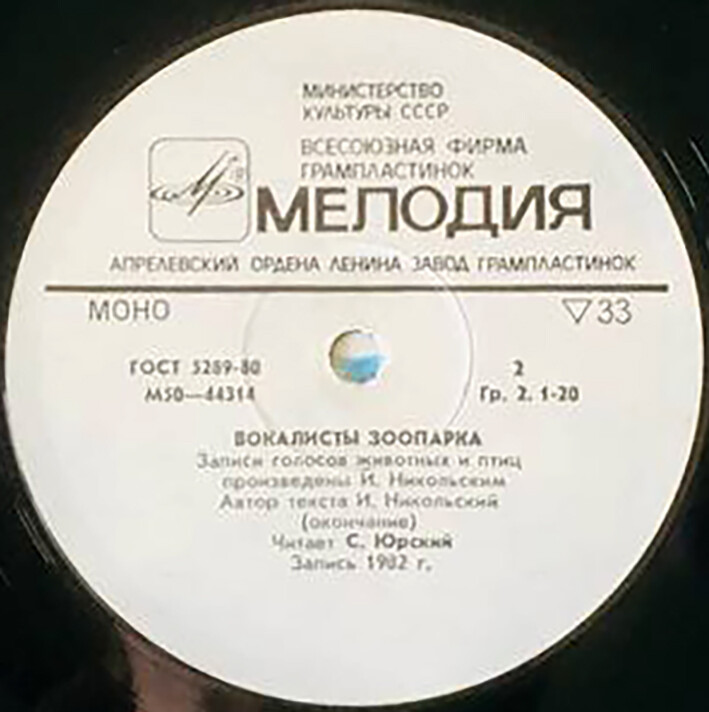 МИНИСТЕРСТВО
КУЛЬТУРЫ СССР
ВСЕСОЮЗНАЯ ФИРМА
ГРАМПЛАСТИНОК
МЕЛОДИЯ
АПРЕЛЕВСКИЙ ОРДЕНА ЛЕНИНА ЗАВОД ГРАМПЛАСТИНОК
МОНО ▽33
ГОСТ 5289-80 2
М50—44314 Гр. 2. 1-20
ВОКАЛИСТЫ ЗООПАРКА
Записи голосов животных и птиц
произведены И. Никольским
Автор текста И. Никольский
(окончание)
Читает С. Юрский
Запись 1982 г.